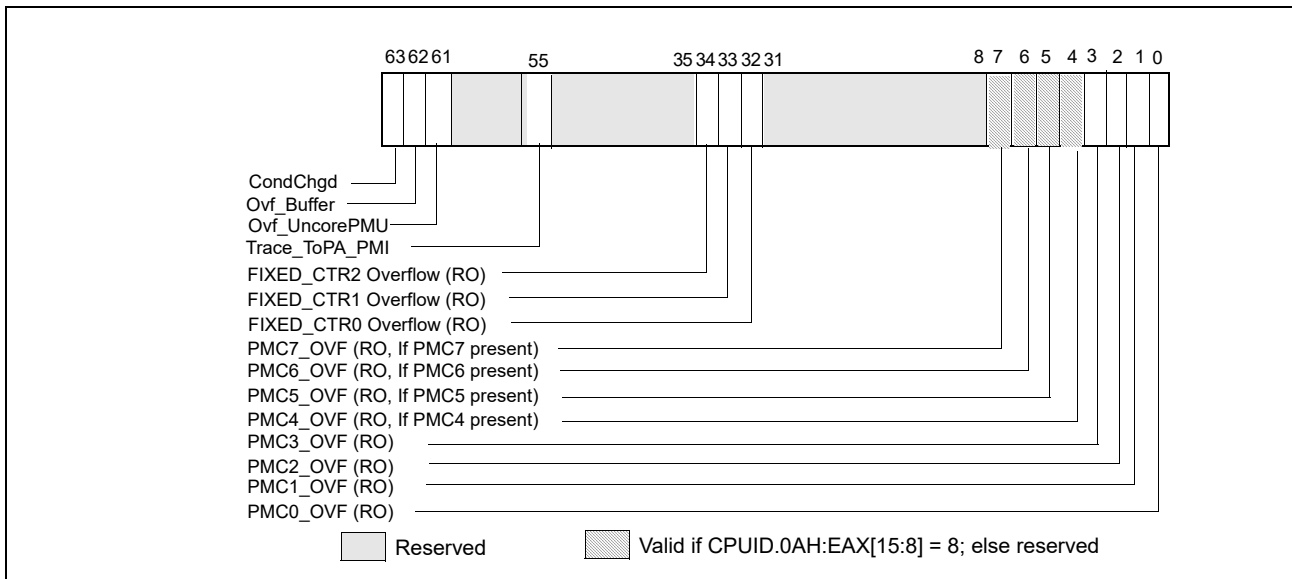 63 62 61 55 35 34 33 32 31 8 7 6 5 4 3 2 1 0
CondChgd
Ovf_Buffer
Ovf_UncorePMU
Trace_ToPA_PMI
FIXED_CTR2 Overflow (RO)
FIXED_CTR1 Overflow (RO)
FIXED_CTR0 Overflow (RO)
PMC7_OVF (RO, If PMC7 present)
PMC6_OVF (RO, If PMC6 present)
PMC5_OVF (RO, If PMC5 present)
PMC4_OVF (RO, If PMC4 present)
PMC3_OVF (RO)
PMC2_OVF (RO)
PMC1_OVF (RO)
PMC0_OVF (RO)
Reserved Valid if CPUID.0AH:EAX[15:8] = 8; else reserved